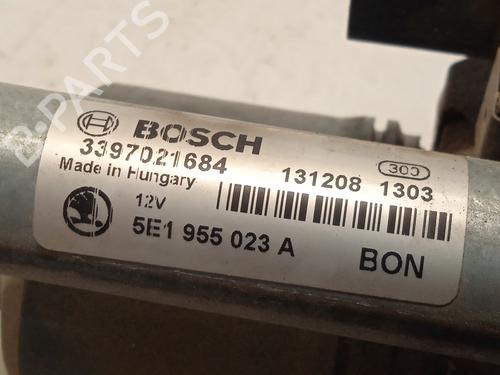 B-PARTS
BOSCH
3397021684
300
Made in Hungary
131208 1303
12V
5E1 955 023 A
BON